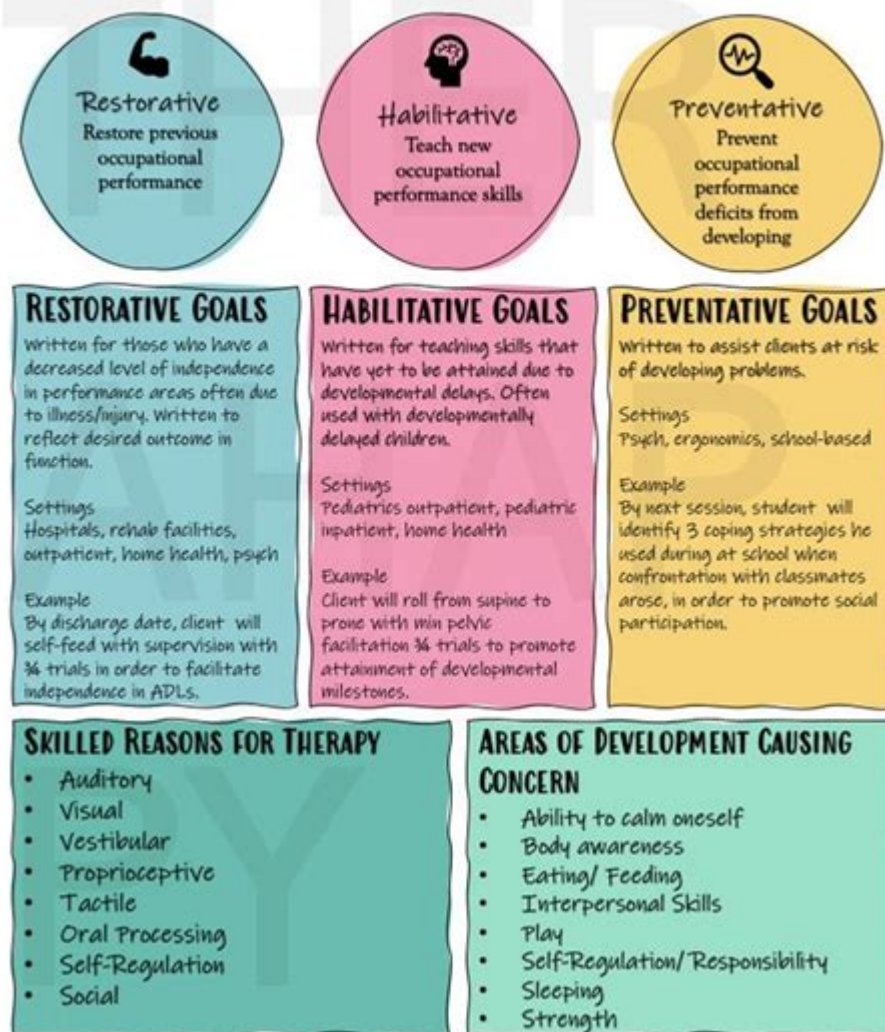 Restorative
Restore previous
occupational
performance
Habilitative
Teach new
occupational
performance skills
Preventative
Prevent
occupational
performance
deficits from
developing
RESTORATIVE GOALS
Written for those who have a
decreased level of independence
in performance areas often due
to illness/injury. Written to
reflect desired outcome in
function.
Settings
Hospitals, rehab facilities,
outpatient, home health, psych
Example
By discharge date, client will
self-feed with supervision with
¾ trials in order to facilitate
independence in ADLs.
HABILITATIVE GOALS
Written for teaching skills that
have yet to be attained due to
developmental delays. Often
used with developmentally
delayed children.
Settings
Pediatrics outpatient, pediatric
inpatient, home health
Example
Client will roll from supine to
prone with min pelvic
facilitation ¾ trials to promote
attainment of developmental
milestones.
PREVENTATIVE GOALS
Written to assist clients at risk
of developing problems.
Settings
Psych, ergonomics, school-based
Example
By next session, student will
identify 3 coping strategies he
used during at school when
confrontation with classmates
arose, in order to promote social
participation.
SKILLED REASONS FOR THERAPY
• Auditory
• Visual
• Vestibular
• Proprioceptive
• Tactile
• Oral Processing
• Self-Regulation
• Social
AREAS OF DEVELOPMENT CAUSING
CONCERN
• Ability to calm oneself
• Body awareness
• Eating/ Feeding
• Interpersonal Skills
• Play
• Self-Regulation/ Responsibility
• Sleeping
• Strength
THER
AHAP
PY